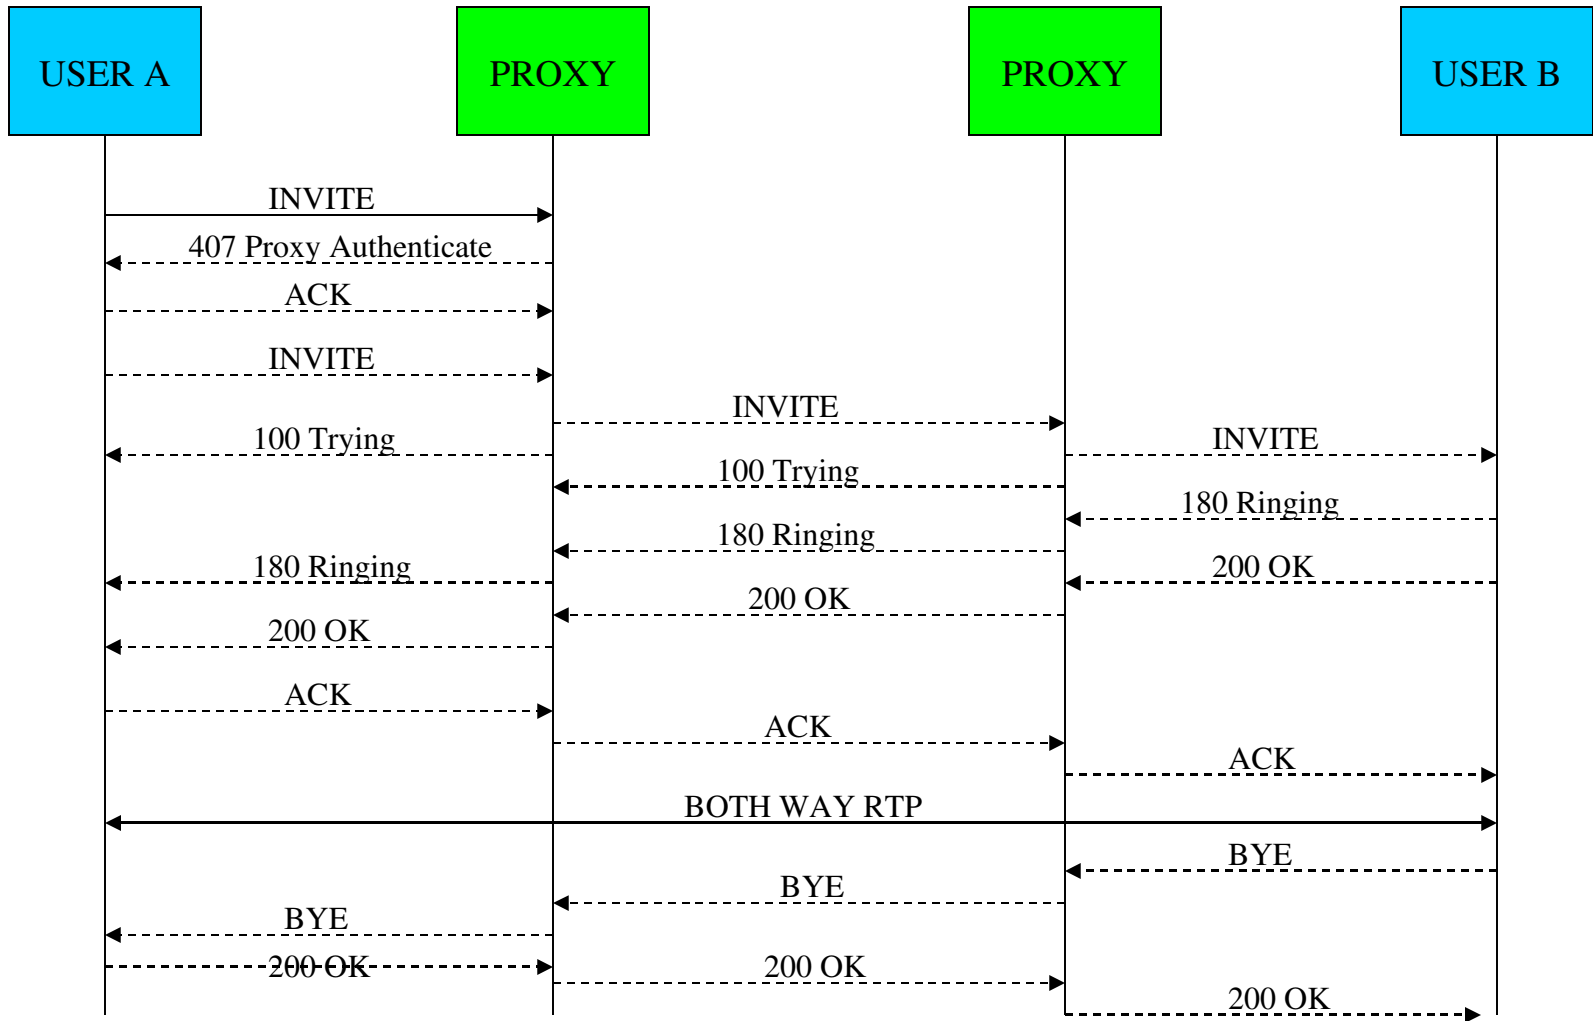 USER A
PROXY
PROXY
USER B
INVITE
407 Proxy Authenticate
ACK
INVITE
INVITE
100 Trying
INVITE
100 Trying
180 Ringing
180 Ringing
180 Ringing
200 OK
200 OK
200 OK
ACK
ACK
ACK
BOTH WAY RTP
BYE
BYE
BYE
200 OK
200 OK
200 OK